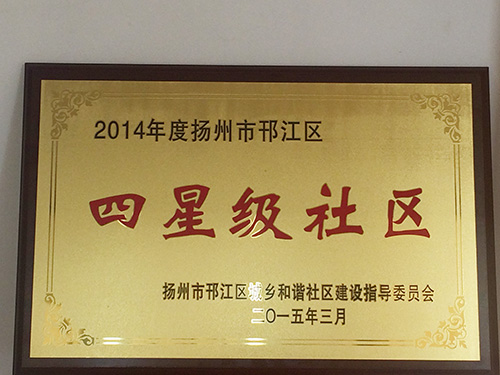 2014年度扬州市邗江区
四星级社区
扬州市邗江区城乡和谐社区建设指导委员会
二〇一五年三月